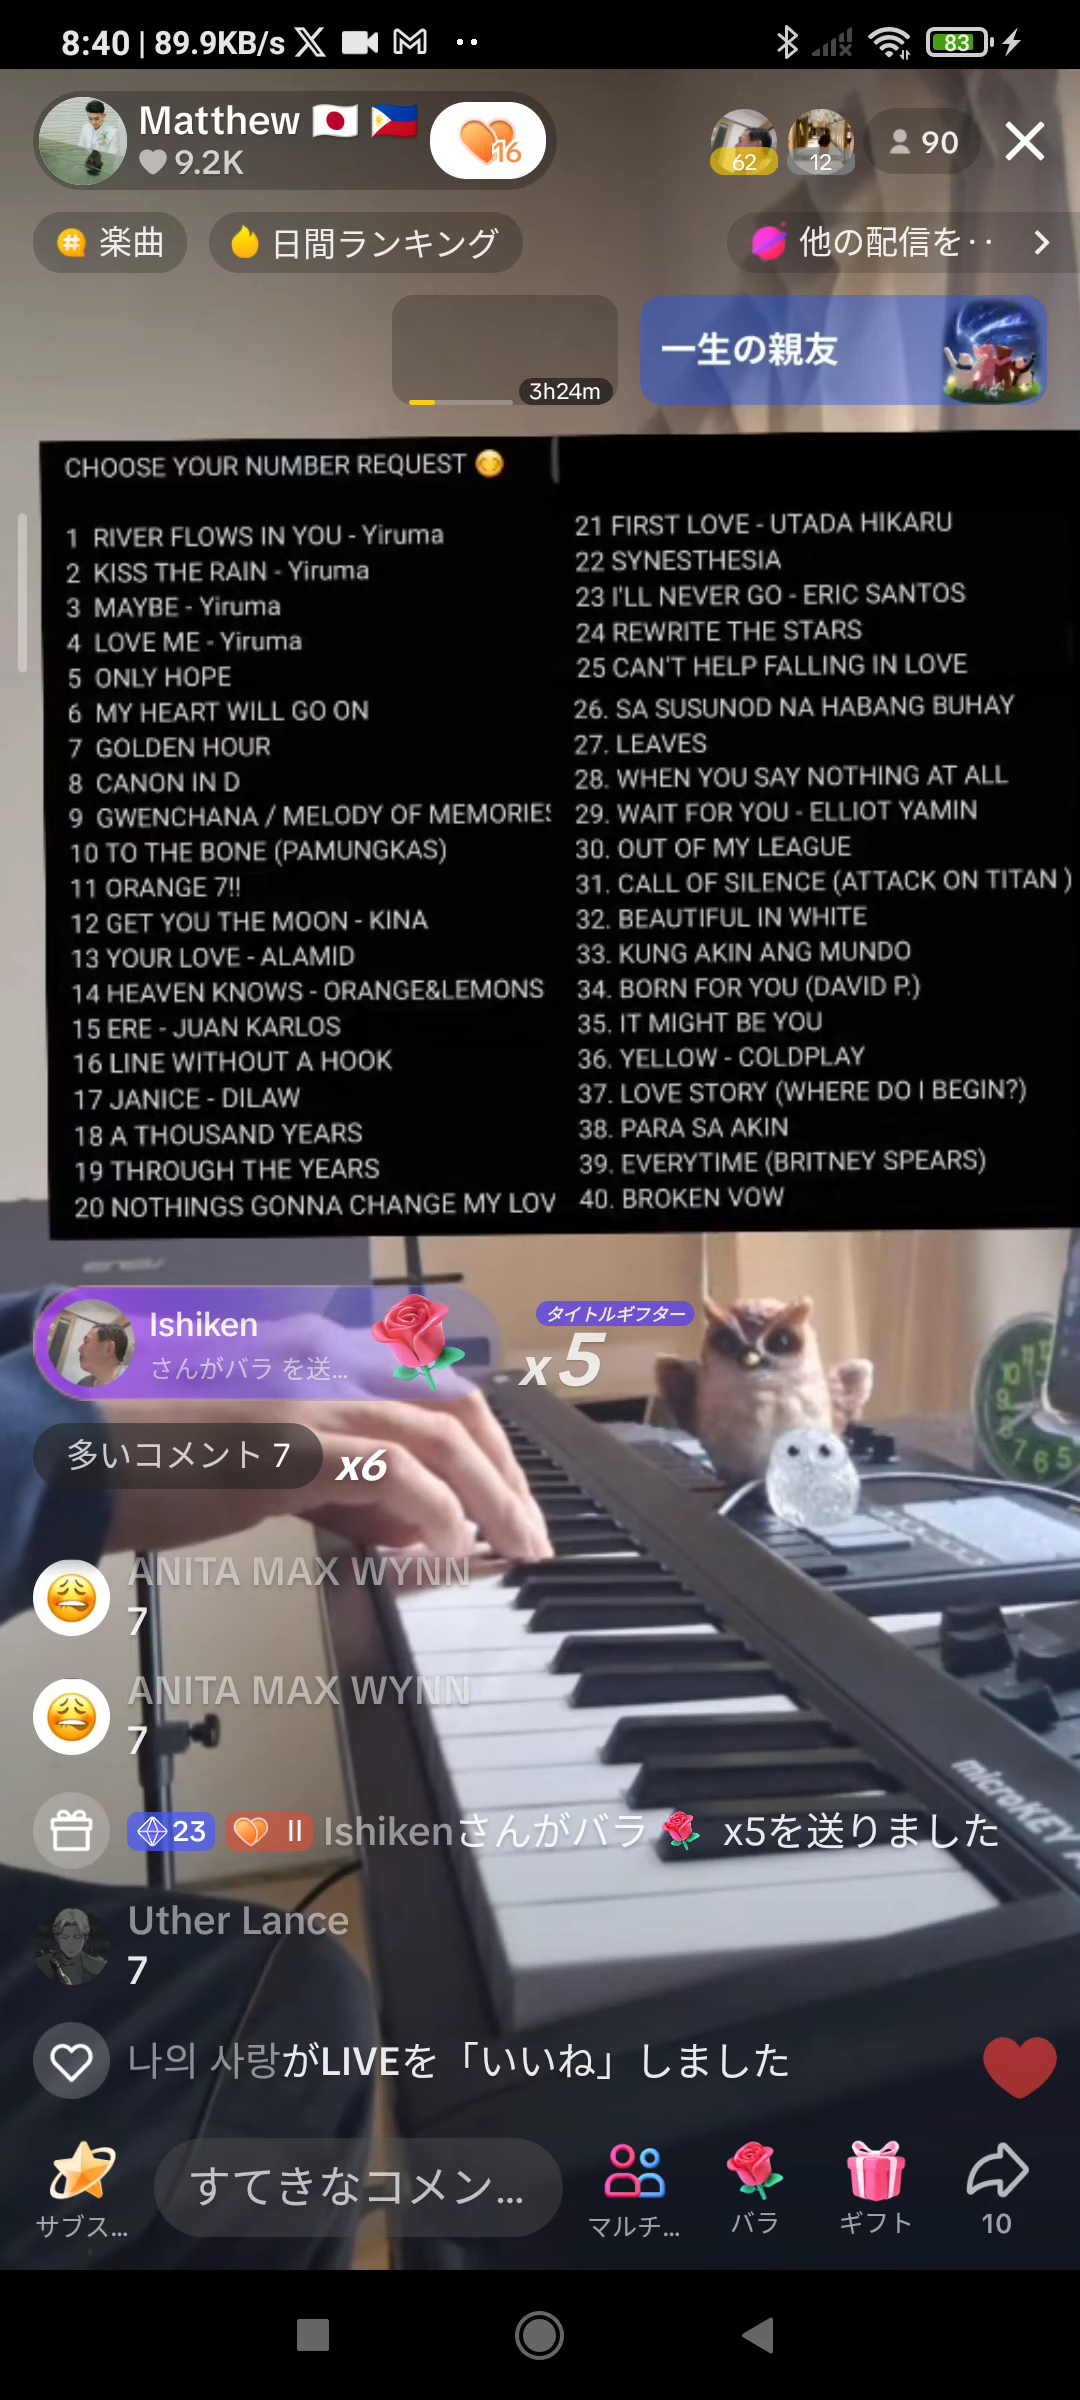 8:40 | 89.9KB/s
83
Matthew 🇯🇵 🇵🇭
9.2K
16
62
12
90
楽曲
日間ランキング
他の配信を··
3h24m
一生の親友
CHOOSE YOUR NUMBER REQUEST 😊
1 RIVER FLOWS IN YOU - Yiruma
2 KISS THE RAIN - Yiruma
3 MAYBE - Yiruma
4 LOVE ME - Yiruma
5 ONLY HOPE
6 MY HEART WILL GO ON
7 GOLDEN HOUR
8 CANON IN D
9 GWENCHANA / MELODY OF MEMORIES
10 TO THE BONE (PAMUNGKAS)
11 ORANGE 7!!
12 GET YOU THE MOON - KINA
13 YOUR LOVE - ALAMID
14 HEAVEN KNOWS - ORANGE&LEMONS
15 ERE - JUAN KARLOS
16 LINE WITHOUT A HOOK
17 JANICE - DILAW
18 A THOUSAND YEARS
19 THROUGH THE YEARS
20 NOTHINGS GONNA CHANGE MY LOV
21 FIRST LOVE - UTADA HIKARU
22 SYNESTHESIA
23 I'LL NEVER GO - ERIC SANTOS
24 REWRITE THE STARS
25 CAN'T HELP FALLING IN LOVE
26. SA SUSUNOD NA HABANG BUHAY
27. LEAVES
28. WHEN YOU SAY NOTHING AT ALL
29. WAIT FOR YOU - ELLIOT YAMIN
30. OUT OF MY LEAGUE
31. CALL OF SILENCE (ATTACK ON TITAN )
32. BEAUTIFUL IN WHITE
33. KUNG AKIN ANG MUNDO
34. BORN FOR YOU (DAVID P.)
35. IT MIGHT BE YOU
36. YELLOW - COLDPLAY
37. LOVE STORY (WHERE DO I BEGIN?)
38. PARA SA AKIN
39. EVERYTIME (BRITNEY SPEARS)
40. BROKEN VOW
Ishiken
さんがバラ を送...
タイトルギフター
x5
多いコメント 7
x6
ANITA MAX WYNN
7
ANITA MAX WYNN
7
23 II Ishikenさんがバラ 🌹 x5を送りました
microKEY
Uther Lance
7
나의 사랑がLIVEを「いいね」しました
すてきなコメン...
サブス...
マルチ...
バラ
ギフト
10